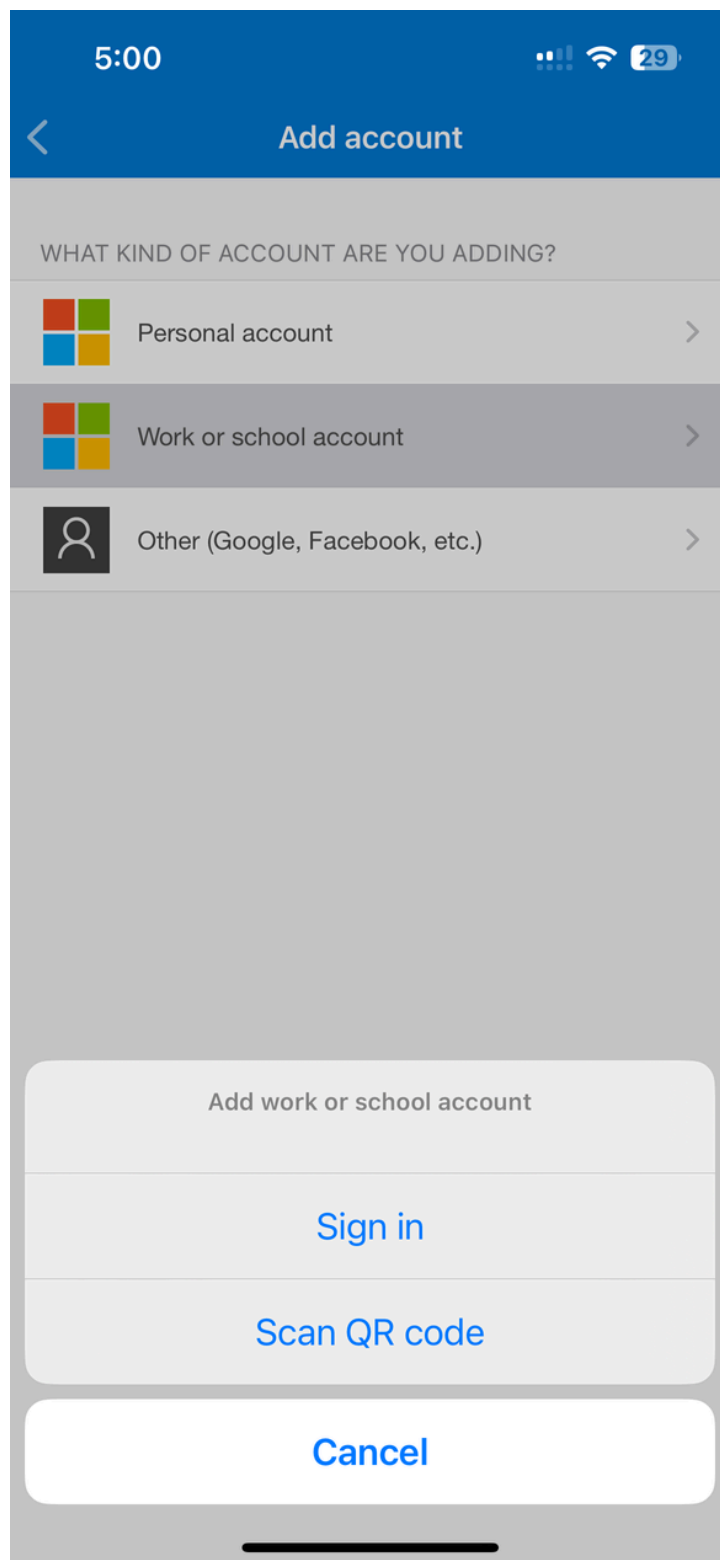 5:00
29
Add account
WHAT KIND OF ACCOUNT ARE YOU ADDING?
Personal account
Work or school account
Other (Google, Facebook, etc.)
Add work or school account
Sign in
Scan QR code
Cancel